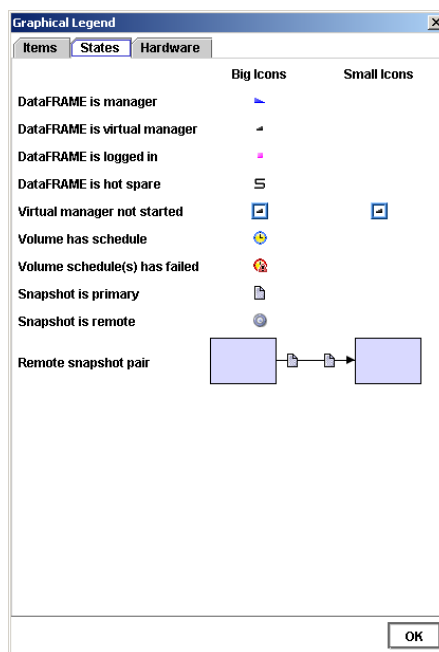 Graphical Legend
Items States Hardware
Big Icons Small Icons
DataFRAME is manager
DataFRAME is virtual manager
DataFRAME is logged in
DataFRAME is hot spare
Virtual manager not started
Volume has schedule
Volume schedule(s) has failed
Snapshot is primary
Snapshot is remote
Remote snapshot pair
OK